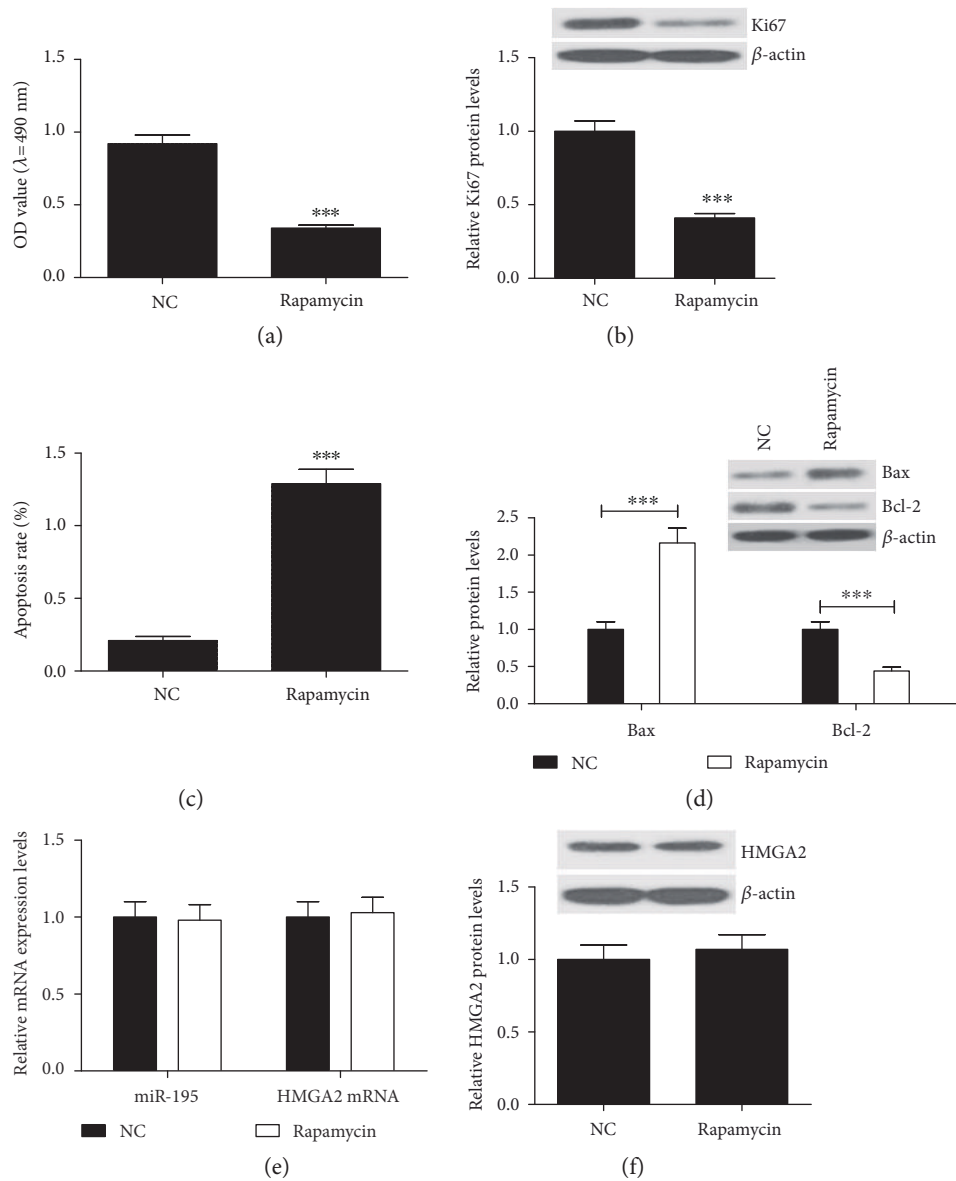 OD value (λ= 490 nm)
1.5
1.0
0.5
0.0
***
NC
Rapamycin
(a)
Ki67
β-actin
Relative Ki67 protein levels
1.5
1.0
0.5
0.0
***
NC
Rapamycin
(b)
Apoptosis rate (%)
1.5
1.0
0.5
0.0
***
NC
Rapamycin
(c)
NC
Rapamycin
Bax
Bcl-2
β-actin
Relative protein levels
2.5
2.0
1.5
1.0
0.5
0.0
***
***
Bax
Bcl-2
NC
Rapamycin
(d)
Relative mRNA expression levels
1.5
1.0
0.5
0.0
miR-195
HMGA2 mRNA
NC
Rapamycin
(e)
HMGA2
β-actin
Relative HMGA2 protein levels
1.5
1.0
0.5
0.0
NC
Rapamycin
(f)